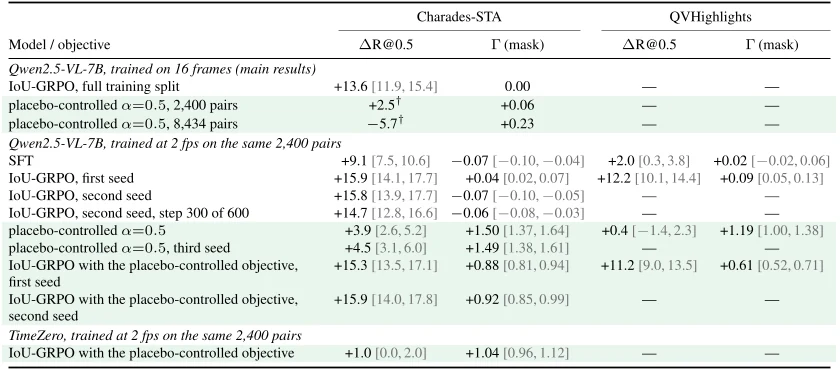 Charades-STA QVHighlights
Model / objective ΔR@0.5 Γ (mask) ΔR@0.5 Γ (mask)
Qwen2.5-VL-7B, trained on 16 frames (main results)
IoU-GRPO, full training split +13.6 [11.9, 15.4] 0.00 — —
placebo-controlled α=0.5, 2,400 pairs +2.5† +0.06 — —
placebo-controlled α=0.5, 8,434 pairs −5.7† +0.23 — —
Qwen2.5-VL-7B, trained at 2 fps on the same 2,400 pairs
SFT +9.1 [7.5, 10.6] −0.07 [−0.10, −0.04] +2.0 [0.3, 3.8] +0.02 [−0.02, 0.06]
IoU-GRPO, first seed +15.9 [14.1, 17.7] +0.04 [0.02, 0.07] +12.2 [10.1, 14.4] +0.09 [0.05, 0.13]
IoU-GRPO, second seed +15.8 [13.9, 17.7] −0.07 [−0.10, −0.05] — —
IoU-GRPO, second seed, step 300 of 600 +14.7 [12.8, 16.6] −0.06 [−0.08, −0.03] — —
placebo-controlled α=0.5 +3.9 [2.6, 5.2] +1.50 [1.37, 1.64] +0.4 [−1.4, 2.3] +1.19 [1.00, 1.38]
placebo-controlled α=0.5, third seed +4.5 [3.1, 6.0] +1.49 [1.38, 1.61] — —
IoU-GRPO with the placebo-controlled objective, +15.3 [13.5, 17.1] +0.88 [0.81, 0.94] +11.2 [9.0, 13.5] +0.61 [0.52, 0.71]
first seed
IoU-GRPO with the placebo-controlled objective, +15.9 [14.0, 17.8] +0.92 [0.85, 0.99] — —
second seed
TimeZero, trained at 2 fps on the same 2,400 pairs
IoU-GRPO with the placebo-controlled objective +1.0 [0.0, 2.0] +1.04 [0.96, 1.12] — —